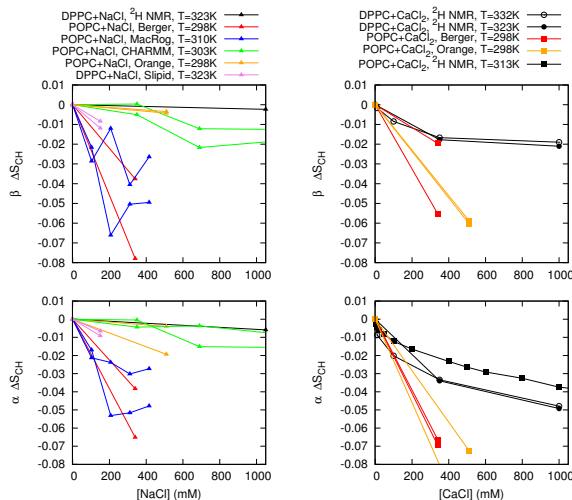 DPPC+NaCl, ²H NMR, T=323K
POPC+NaCl, Berger, T=298K
POPC+NaCl, MacRog, T=310K
POPC+NaCl, CHARMM, T=303K
POPC+NaCl, Orange, T=298K
DPPC+NaCl, Slipid, T=323K
DPPC+CaCl₂, ²H NMR, T=332K
DPPC+CaCl₂, ²H NMR, T=323K
POPC+CaCl₂, Berger, T=298K
POPC+CaCl₂, Orange, T=298K
POPC+CaCl₂, ²H NMR, T=313K
0.01
0
-0.01
-0.02
-0.03
-0.04
-0.05
-0.06
-0.07
-0.08
β ΔS_CH
0 200 400 600 800 1000
0.01
0
-0.01
-0.02
-0.03
-0.04
-0.05
-0.06
-0.07
-0.08
β ΔS_CH
0 200 400 600 800 1000
0.01
0
-0.01
-0.02
-0.03
-0.04
-0.05
-0.06
-0.07
-0.08
α ΔS_CH
0 200 400 600 800 1000
[NaCl] (mM)
0.01
0
-0.01
-0.02
-0.03
-0.04
-0.05
-0.06
-0.07
-0.08
α ΔS_CH
0 200 400 600 800 1000
[CaCl] (mM)